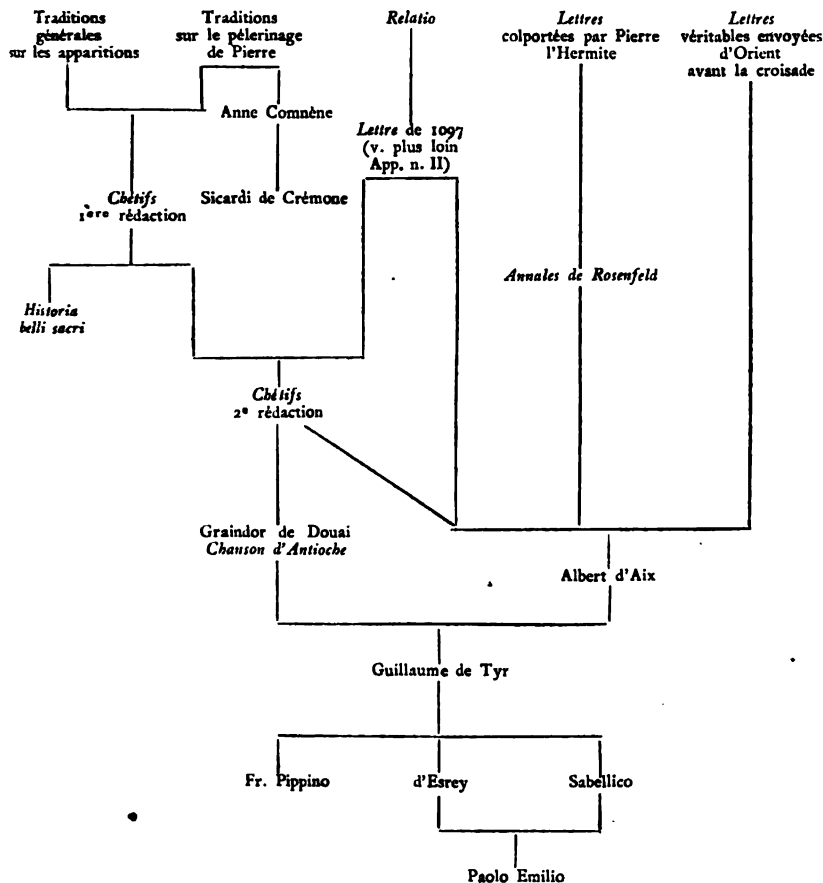 Traditions
générales
sur les apparitions
Traditions
sur le pélerinage
de Pierre
Relatio
Lettres
colportées par Pierre
l'Hermite
Lettres
véritables envoyées
d'Orient
avant la croisade
Anne Comnène
Lettre de 1097
(v. plus loin
App. n. II)
Chétifs
1ère rédaction
Sicardi de Crémone
Annales de Rosenfeld
Historia
belli sacri
Chétifs
2e rédaction
Graindor de Douai
Chanson d'Antioche
Albert d'Aix
Guillaume de Tyr
Fr. Pippino
d'Esrey
Sabellico
Paolo Emilio